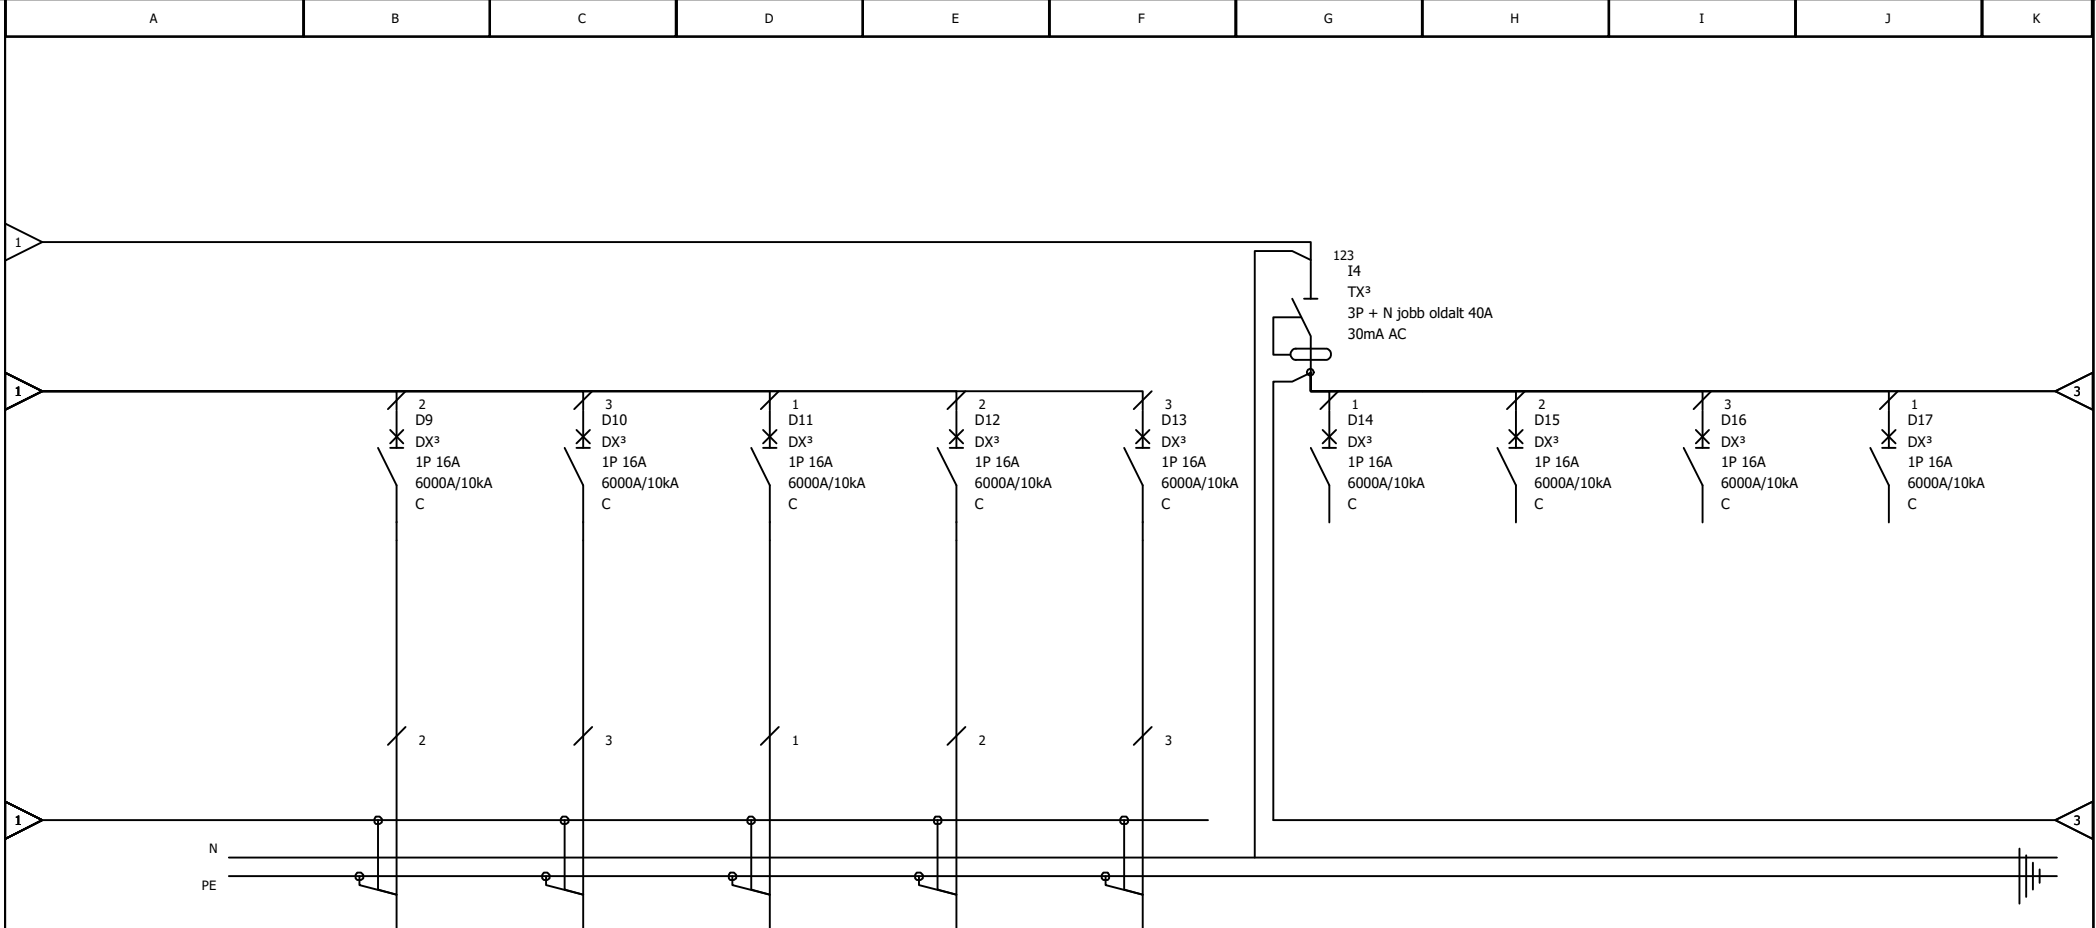 A B C D E F G H I J K
1
123
I4
TX³
3P + N jobb oldalt 40A
30mA AC
1
3
2
D9
DX³
1P 16A
6000A/10kA
C
3
D10
DX³
1P 16A
6000A/10kA
C
1
D11
DX³
1P 16A
6000A/10kA
C
2
D12
DX³
1P 16A
6000A/10kA
C
3
D13
DX³
1P 16A
6000A/10kA
C
1
D14
DX³
1P 16A
6000A/10kA
C
2
D15
DX³
1P 16A
6000A/10kA
C
3
D16
DX³
1P 16A
6000A/10kA
C
1
D17
DX³
1P 16A
6000A/10kA
C
2 3 1 2 3
1
3
N
PE